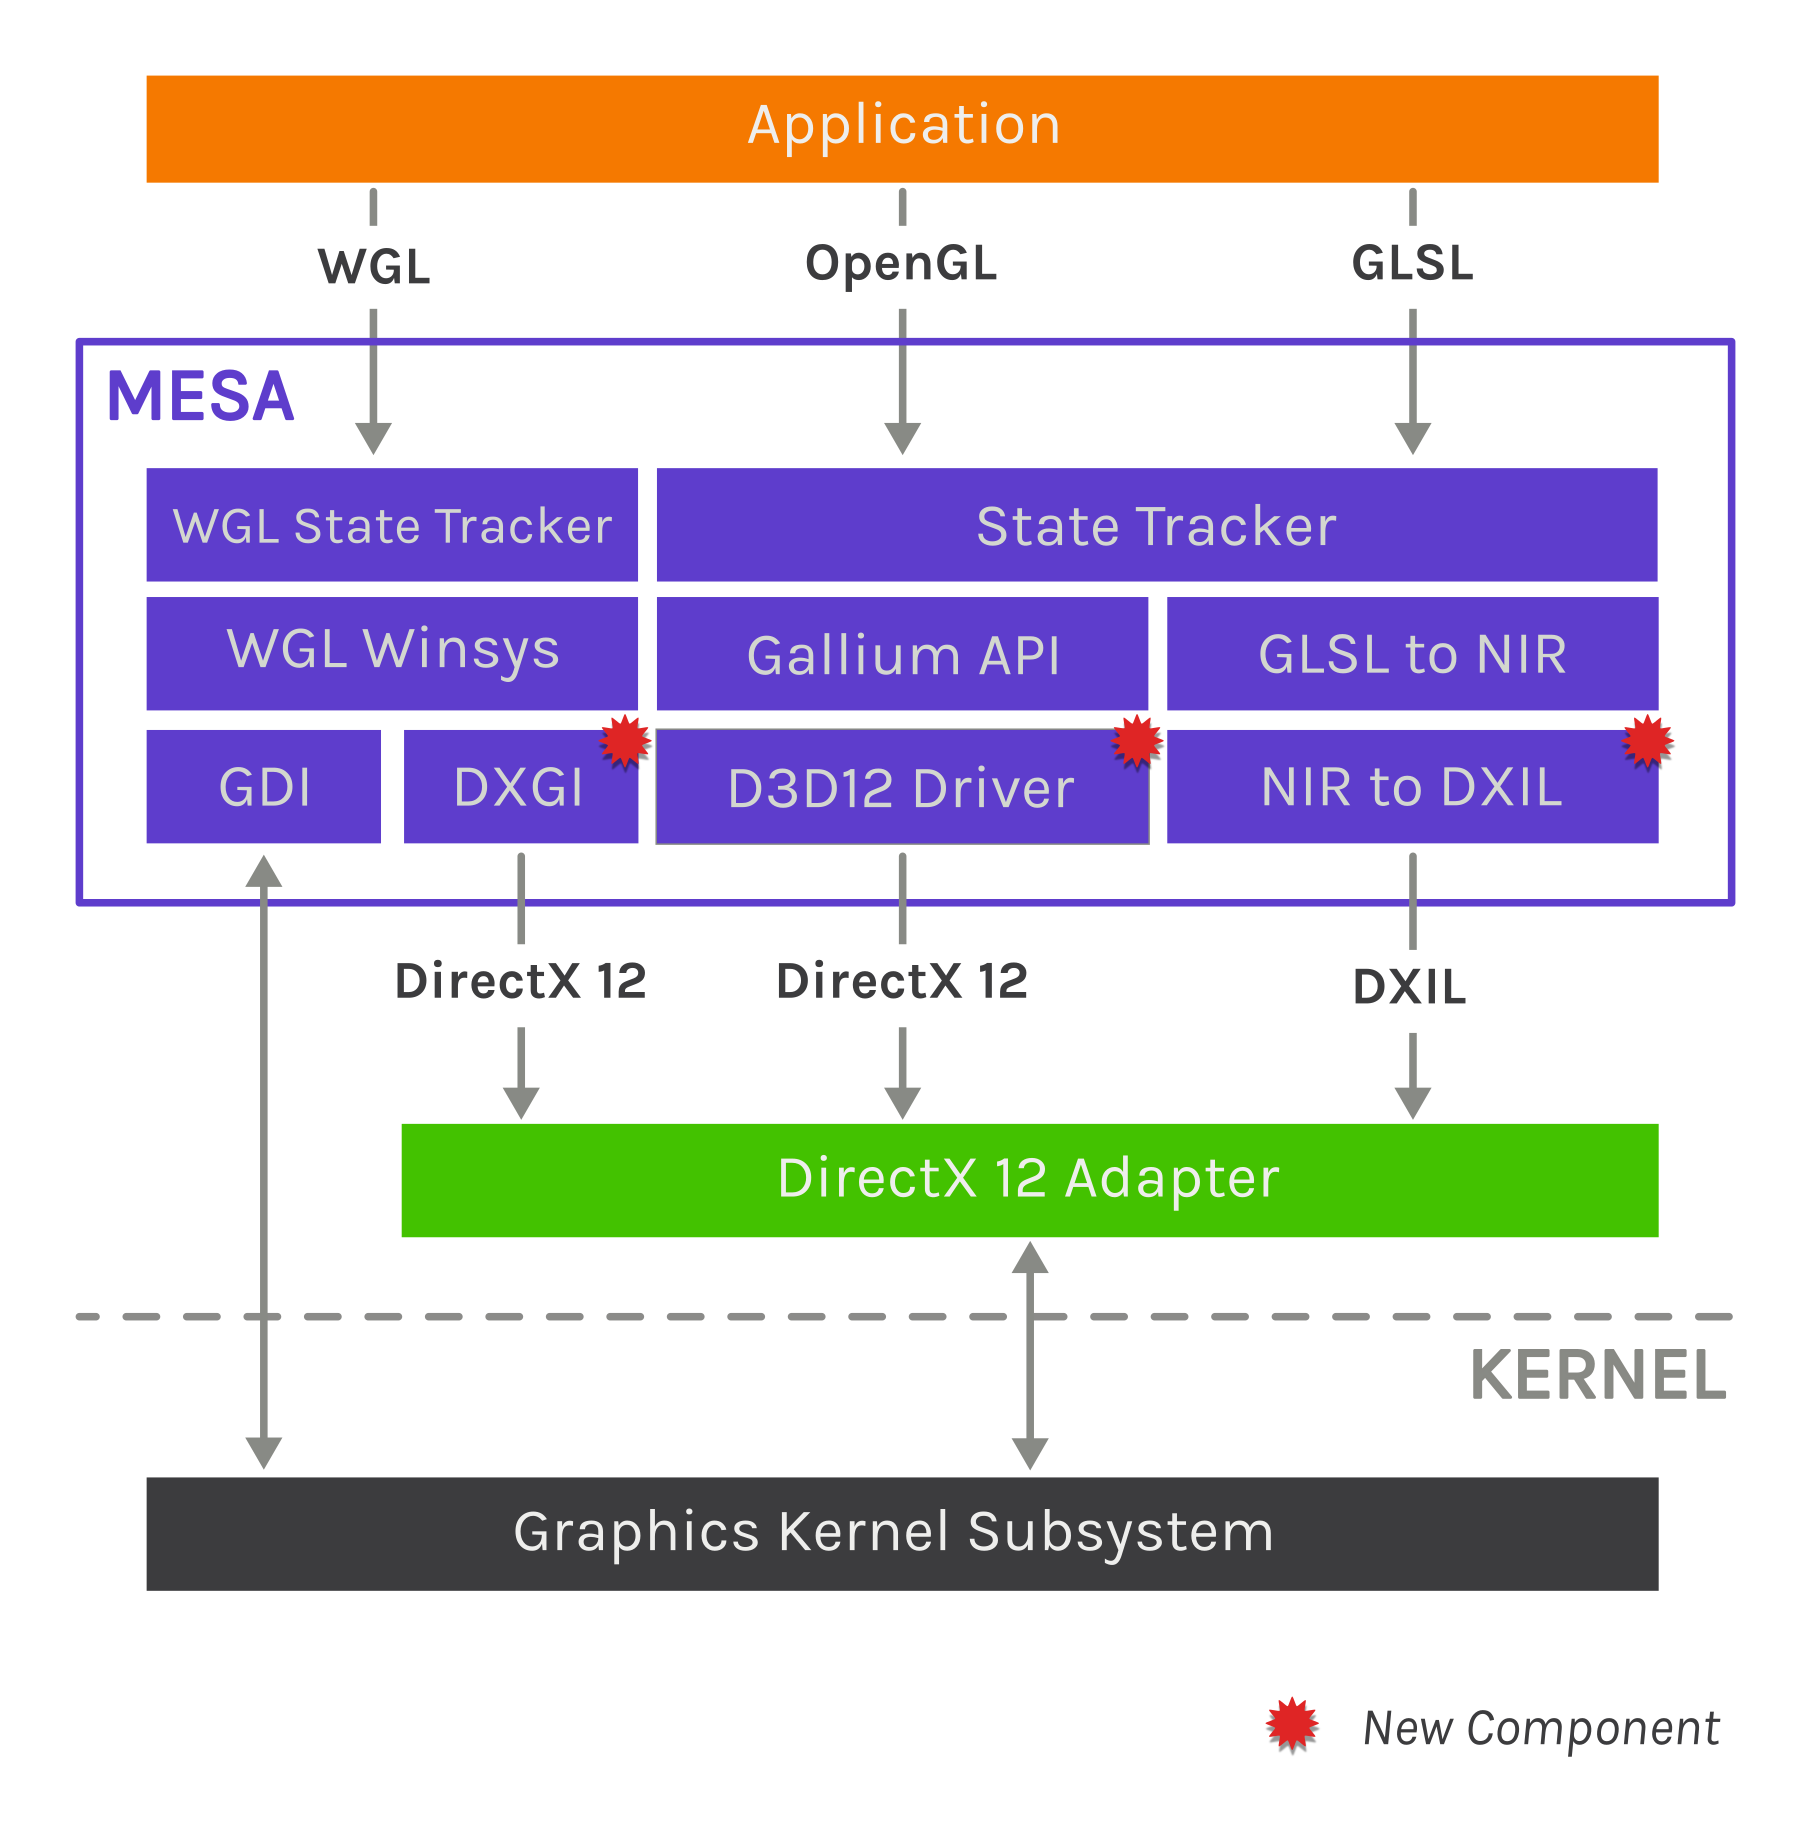 Application
WGL
OpenGL
GLSL
MESA
WGL State Tracker
State Tracker
WGL Winsys
Gallium API
GLSL to NIR
GDI
DXGI
D3D12 Driver
NIR to DXIL
DirectX 12
DirectX 12
DXIL
DirectX 12 Adapter
KERNEL
Graphics Kernel Subsystem
New Component